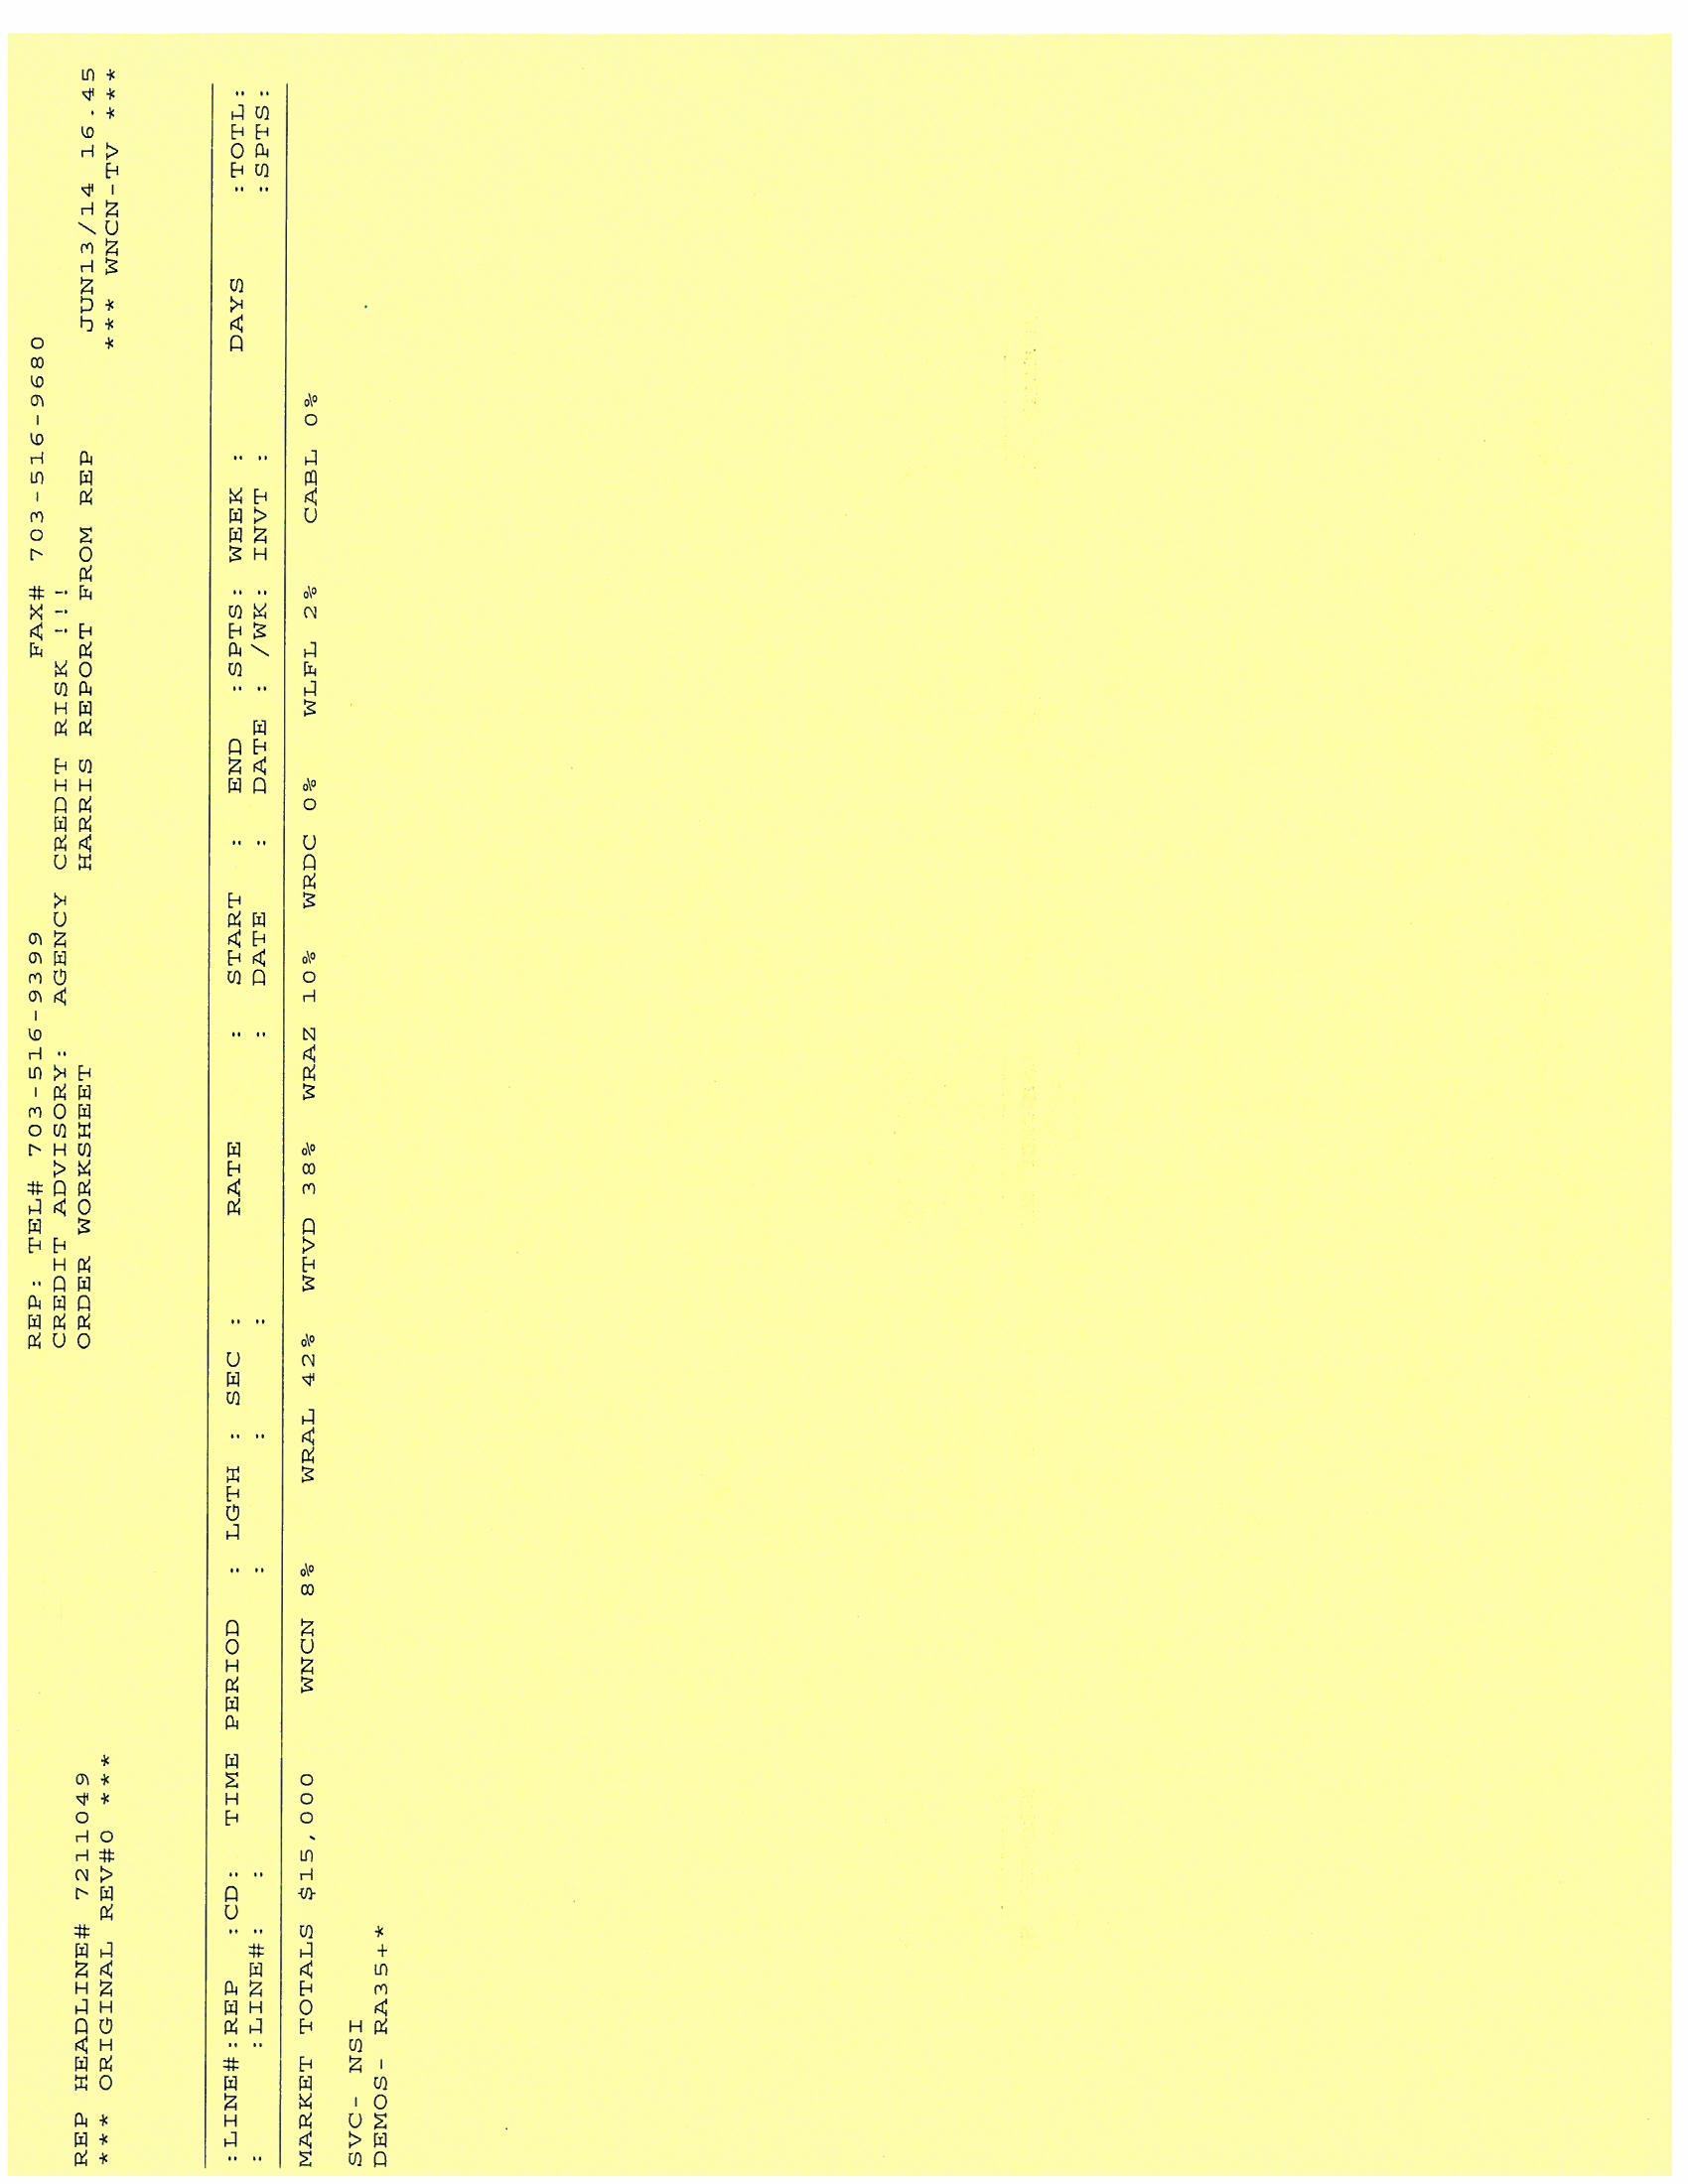 REP: TEL# 703-516-9399 FAX# 703-516-9680
CREDIT ADVISORY: AGENCY CREDIT RISK !!!
REP HEADLINE# 7211049 ORDER WORKSHEET HARRIS REPORT FROM REP JUN13/14 16.45
*** ORIGINAL REV#0 *** *** WNCN-TV ***
:LINE#:REP :CD: TIME PERIOD : LGTH : SEC : RATE : START : END :SPTS: WEEK : DAYS :TOTL:
: :LINE#: : : : : : DATE : DATE : /WK: INVT : :SPTS:
MARKET TOTALS $15,000 WNCN 8% WRAL 42% WTVD 38% WRAZ 10% WRDC 0% WLFL 2% CABL 0%
SVC- NSI
DEMOS- RA35+*